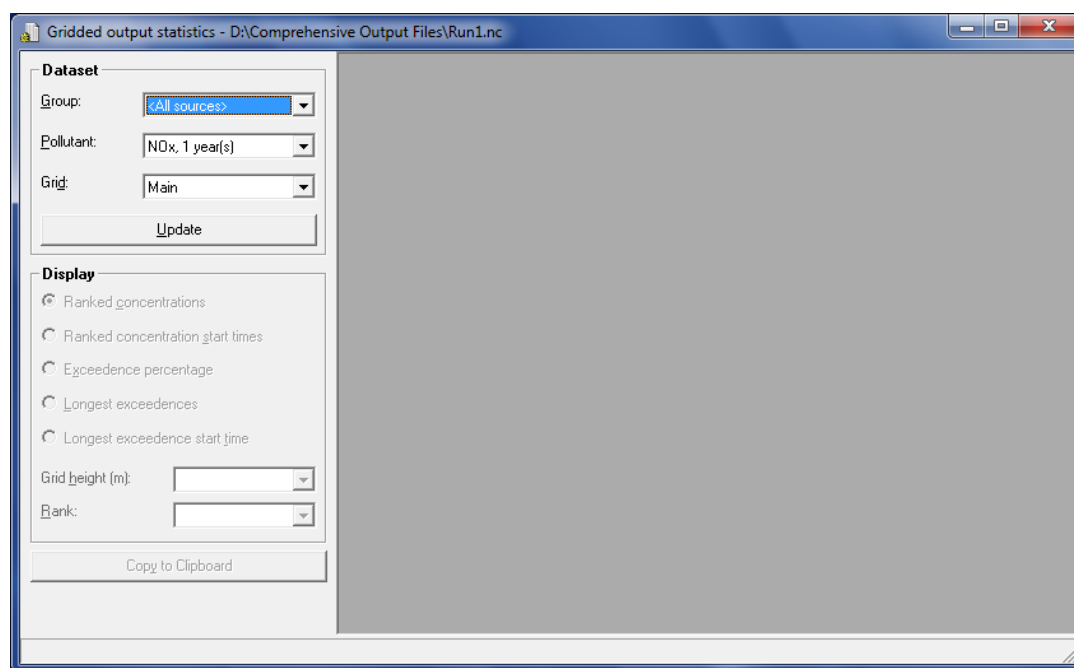 Gridded output statistics - D:\Comprehensive Output Files\Run1.nc
Dataset
Group: <All sources>
Pollutant: NOx, 1 year(s)
Grid: Main
Update
Display
Ranked concentrations
Ranked concentration start times
Exceedence percentage
Longest exceedences
Longest exceedence start time
Grid height (m):
Rank:
Copy to Clipboard